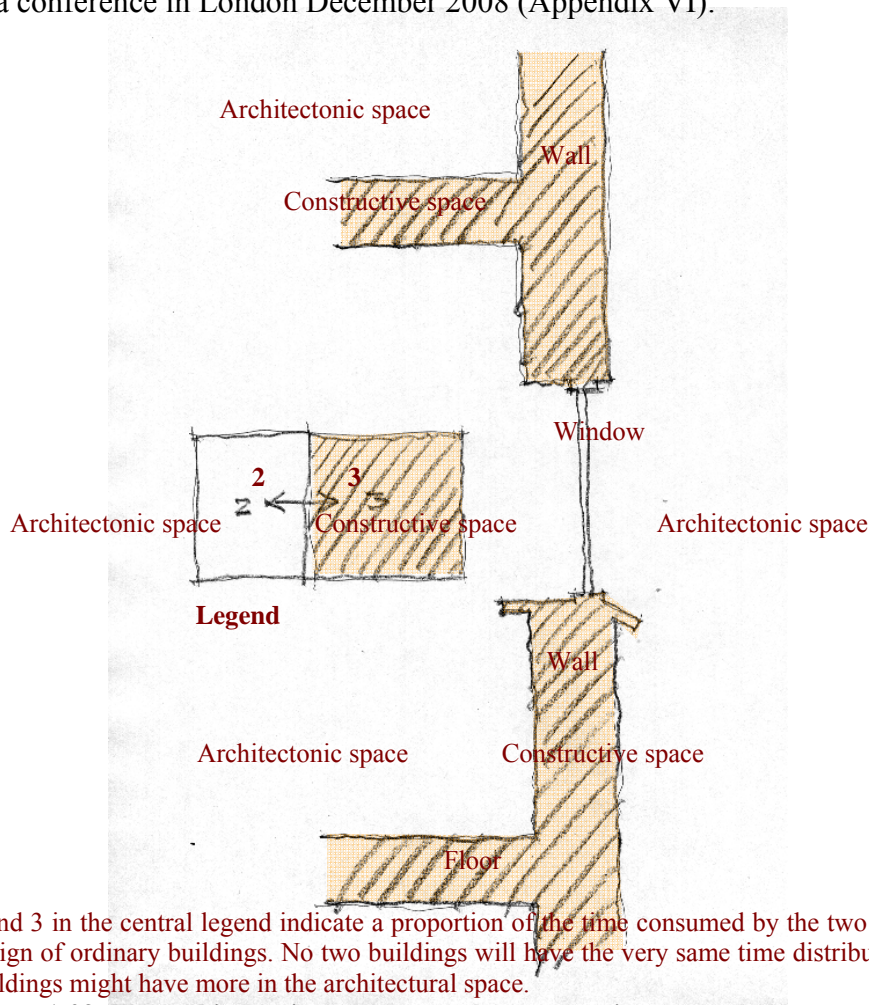 a conference in London December 2008 (Appendix VI).
Architectonic space
Wall
Constructive space
Window
2 3
2 3
Architectonic space Constructive space Architectonic space
Legend
Wall
Architectonic space Constructive space
Floor
nd 3 in the central legend indicate a proportion of the time consumed by the two
ign of ordinary buildings. No two buildings will have the very same time distribu
ldings might have more in the architectural space.